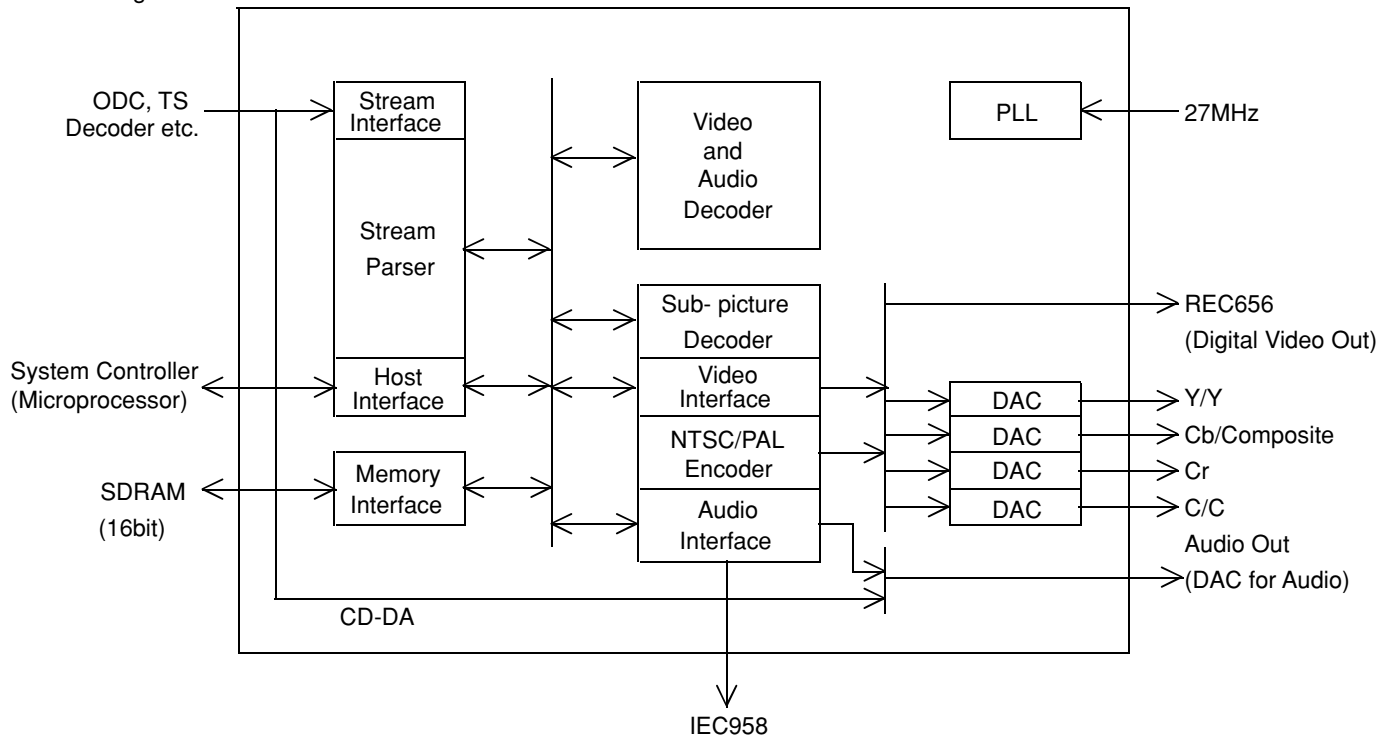 ODC, TS
Decoder etc.
Stream
Interface
Stream
Parser
Host
Interface
System Controller
(Microprocessor)
SDRAM
(16bit)
Memory
Interface
CD-DA
Video
and
Audio
Decoder
Sub- picture
Decoder
Video
Interface
NTSC/PAL
Encoder
Audio
Interface
IEC958
PLL
27MHz
REC656
(Digital Video Out)
DAC
Y/Y
DAC
Cb/Composite
DAC
Cr
DAC
C/C
Audio Out
(DAC for Audio)